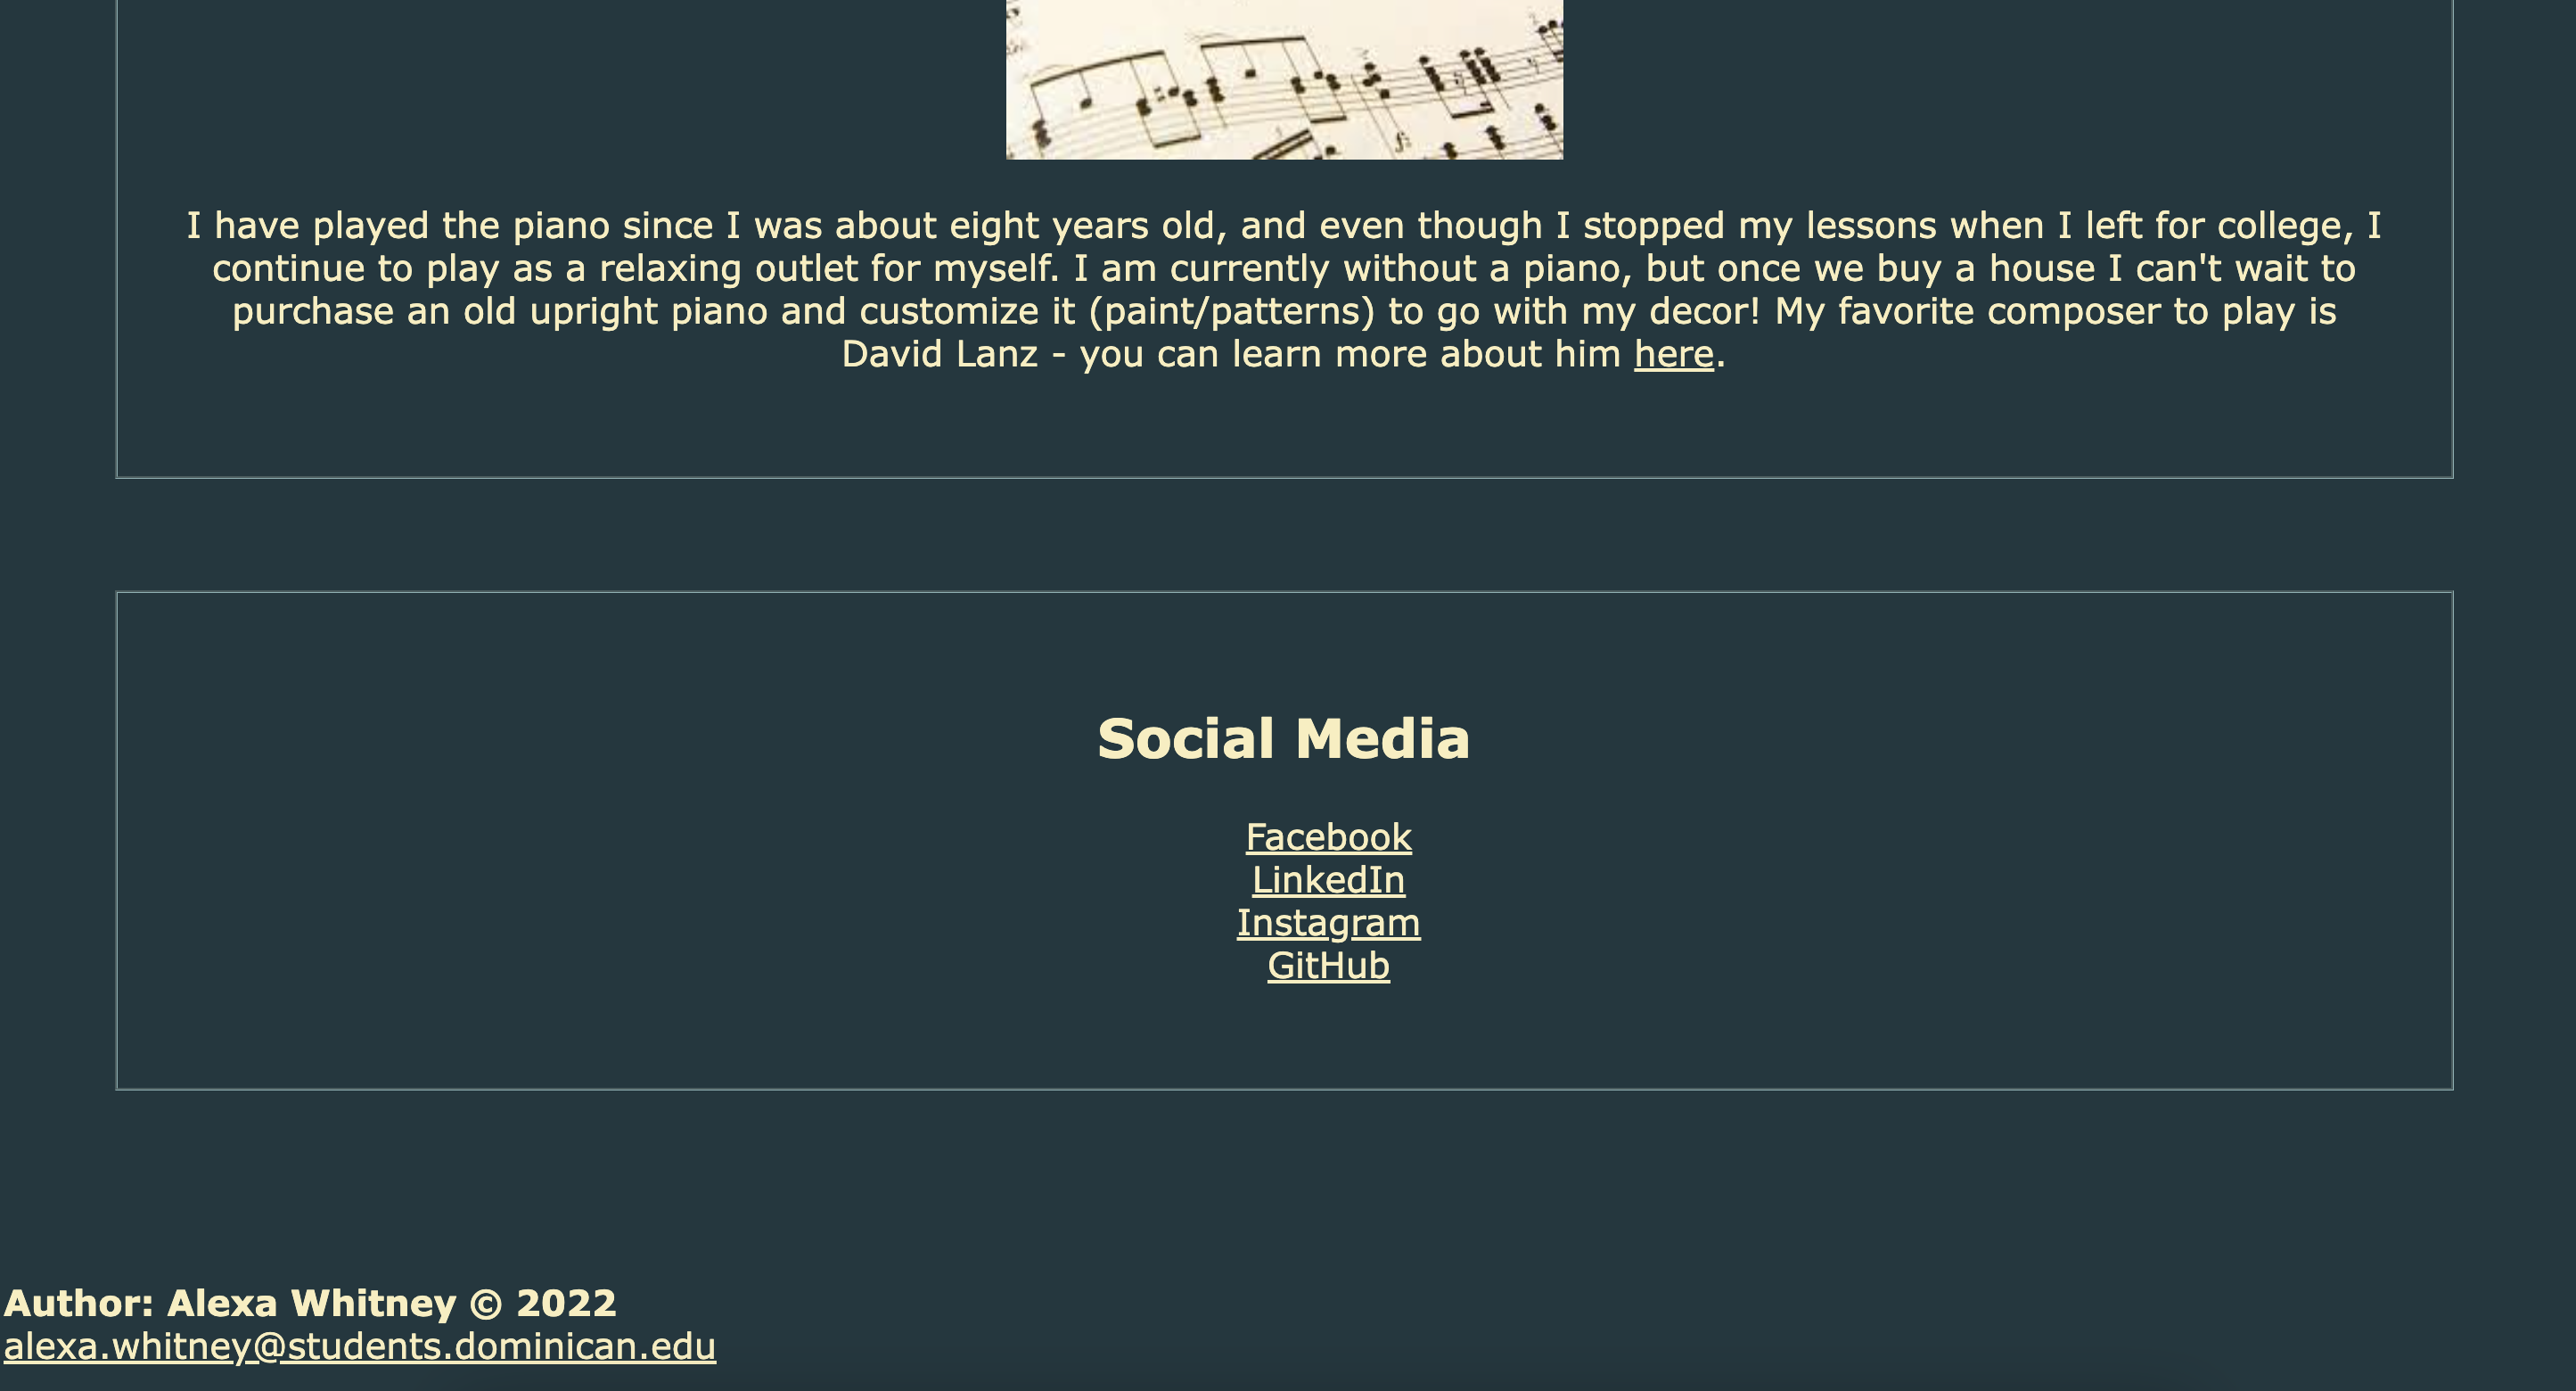 I have played the piano since I was about eight years old, and even though I stopped my lessons when I left for college, I
continue to play as a relaxing outlet for myself. I am currently without a piano, but once we buy a house I can't wait to
purchase an old upright piano and customize it (paint/patterns) to go with my decor! My favorite composer to play is
David Lanz - you can learn more about him here.
Social Media
Facebook
LinkedIn
Instagram
GitHub
Author: Alexa Whitney © 2022
alexa.whitney@students.dominican.edu